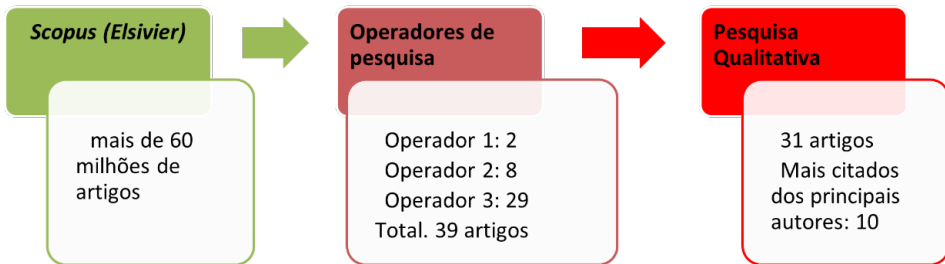 Scopus (Elsivier)
mais de 60
milhões de
artigos
Operadores de
pesquisa
Operador 1: 2
Operador 2: 8
Operador 3: 29
Total. 39 artigos
Pesquisa
Qualitativa
31 artigos
Mais citados
dos principais
autores: 10